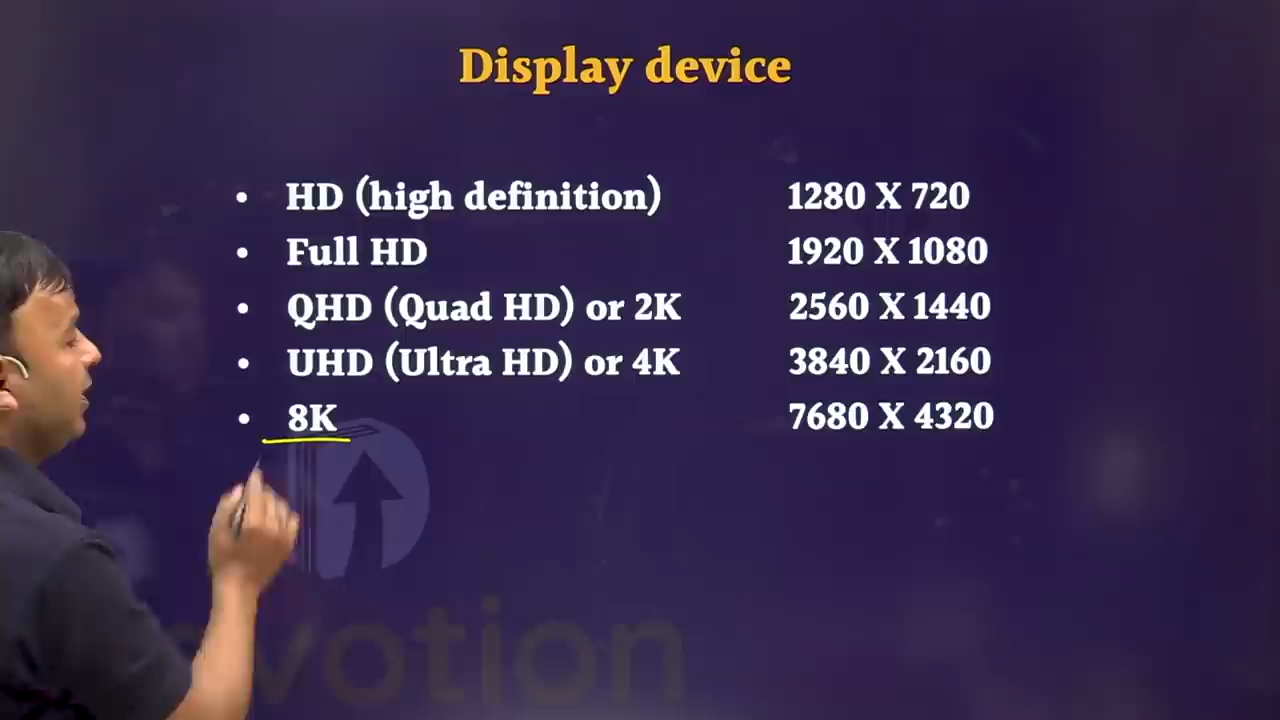 Display device
• HD (high definition) 1280 X 720
• Full HD 1920 X 1080
• QHD (Quad HD) or 2K 2560 X 1440
• UHD (Ultra HD) or 4K 3840 X 2160
• 8K 7680 X 4320